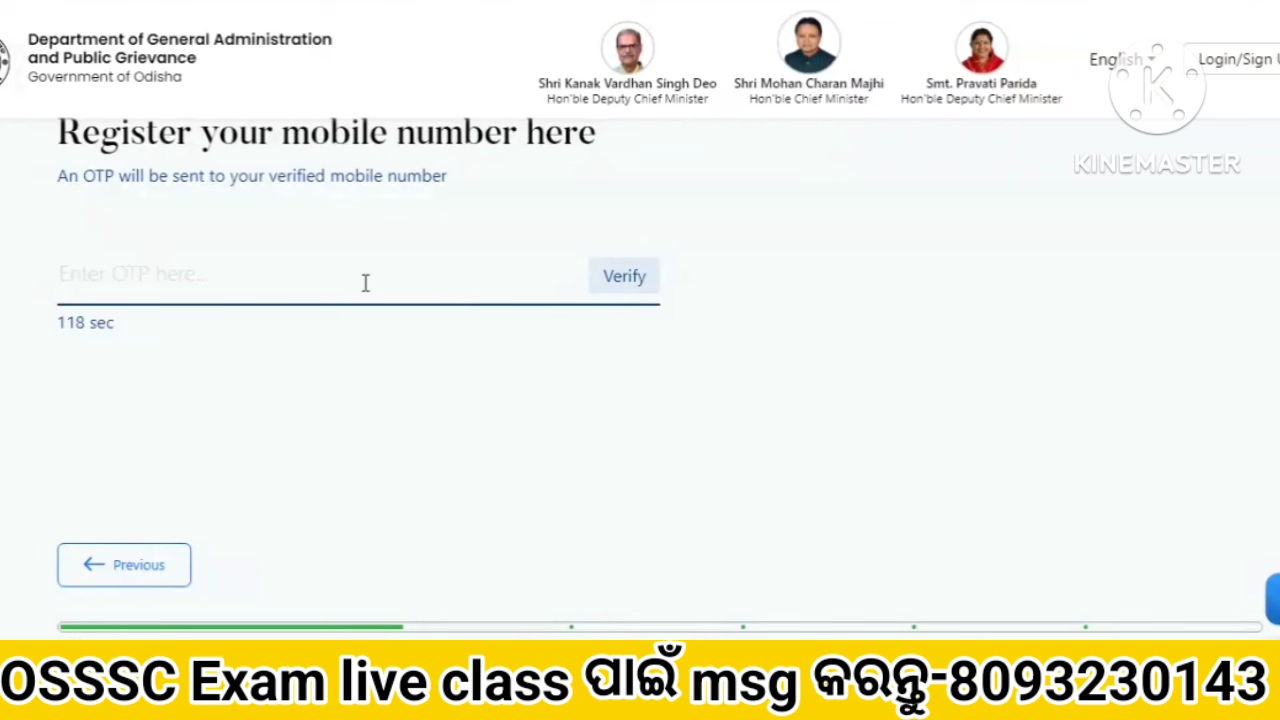 Department of General Administration
and Public Grievance
Government of Odisha
Shri Kanak Vardhan Singh Deo
Hon'ble Deputy Chief Minister
Shri Mohan Charan Majhi
Hon'ble Chief Minister
Smt. Pravati Parida
Hon'ble Deputy Chief Minister
English
Login/Sign U
K
KINEMASTER
Register your mobile number here
An OTP will be sent to your verified mobile number
Enter OTP here...
Verify
118 sec
← Previous
OSSSC Exam live class ପାଇଁ msg କରନ୍ତୁ-8093230143